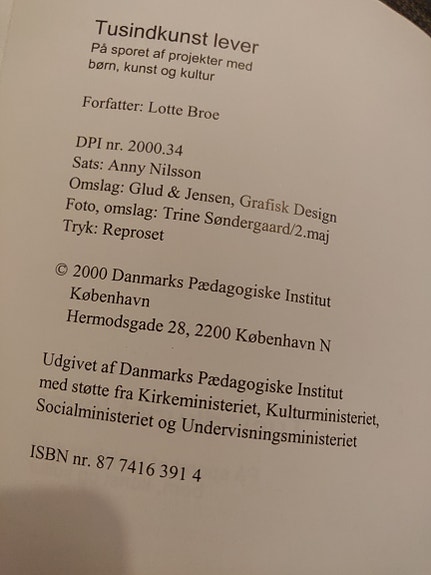 Tusindkunst lever
På sporet af projekter med
børn, kunst og kultur
Forfatter: Lotte Broe
DPI nr. 2000.34
Sats: Anny Nilsson
Omslag: Glud & Jensen, Grafisk Design
Foto, omslag: Trine Søndergaard/2.maj
Tryk: Reproset
© 2000 Danmarks Pædagogiske Institut
København
Hermodsgade 28, 2200 København N
Udgivet af Danmarks Pædagogiske Institut
med støtte fra Kirkeministeriet, Kulturministeriet,
Socialministeriet og Undervisningsministeriet
ISBN nr. 87 7416 391 4